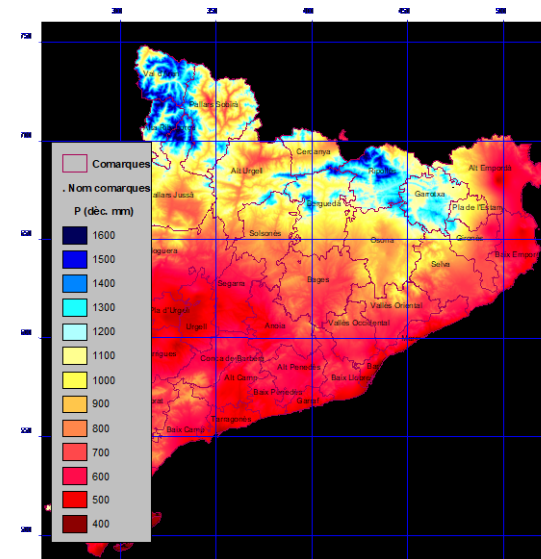 300
350
400
450
500
750
Val d'Aran
Pallars Sobirà
700
Cerdanya
Comarques
Alt Urgell
Alt Empordà
. Nom comarques
Garrotxa
Pallars Jussà
Berguedà
Pla de l'Estany
P (dèc. mm)
Solsonès
Osona
Gironès
1600
Baix Empordà
1500
Selva
Segarra
Bages
1400
Vallès Oriental
1300
Urgell
Anoia
Vallès Occidental
1200
Conca de Barberà
1100
Alt Penedès
Alt Camp
1000
Baix Penedès
Garraf
900
Tarragonès
Baix Camp
800
700
600
500
400